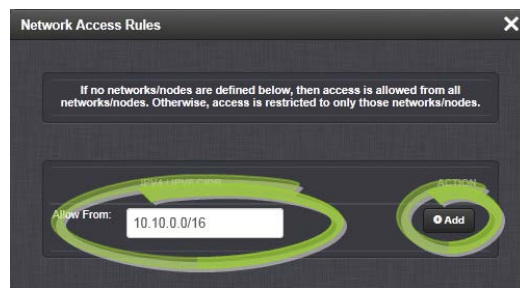 Network Access Rules
If no networks/nodes are defined below, then access is allowed from all
networks/nodes. Otherwise, access is restricted to only those networks/nodes.
ACTION
Allow From:
10.10.0.0/16
Add